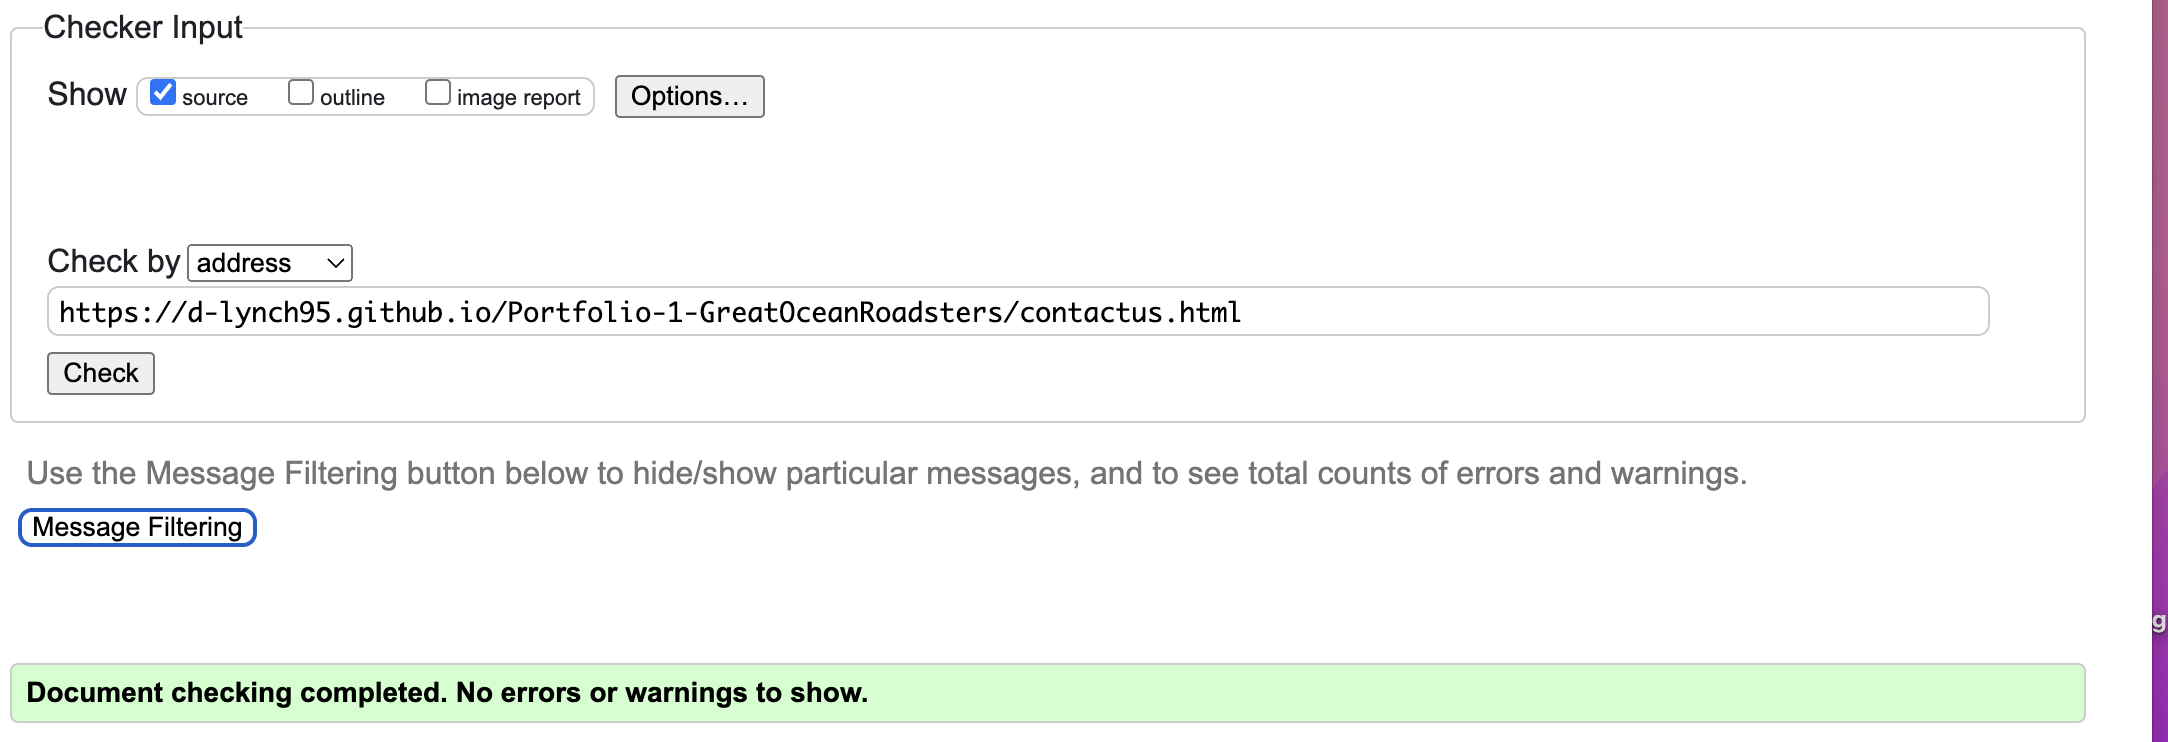 Checker Input
Show source outline image report Options...
Check by address
https://d-lynch95.github.io/Portfolio-1-GreatOceanRoadsters/contactus.html
Check
Use the Message Filtering button below to hide/show particular messages, and to see total counts of errors and warnings.
Message Filtering
g
Document checking completed. No errors or warnings to show.